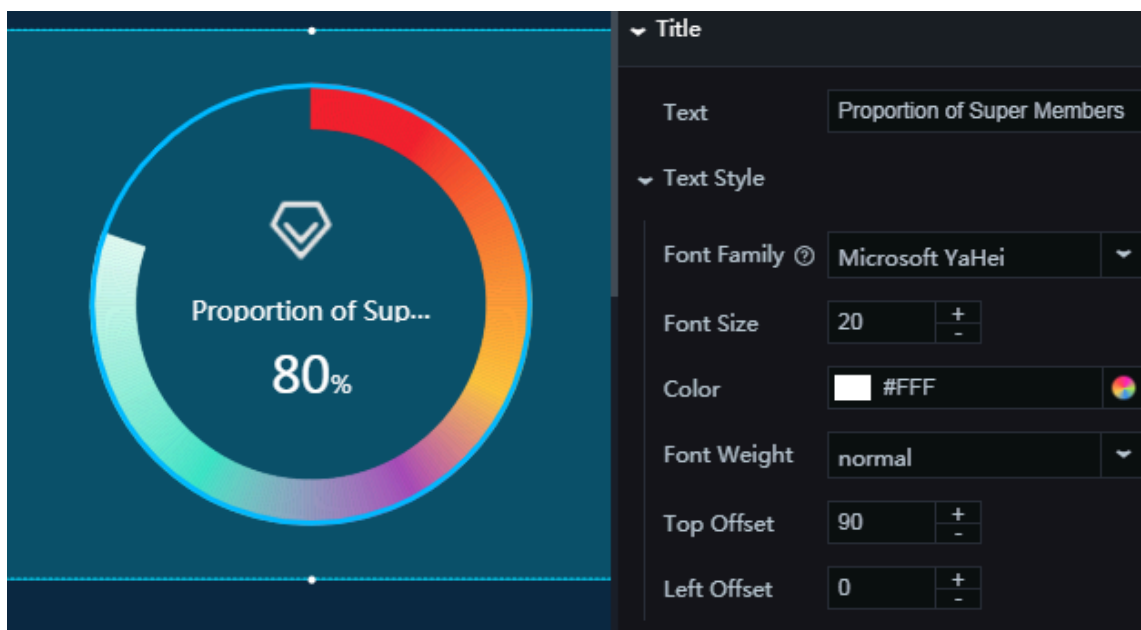 Proportion of Sup...
80%
Title
Text Proportion of Super Members
Text Style
Font Family ? Microsoft YaHei
Font Size 20 + -
Color #FFF
Font Weight normal
Top Offset 90 + -
Left Offset 0 + -